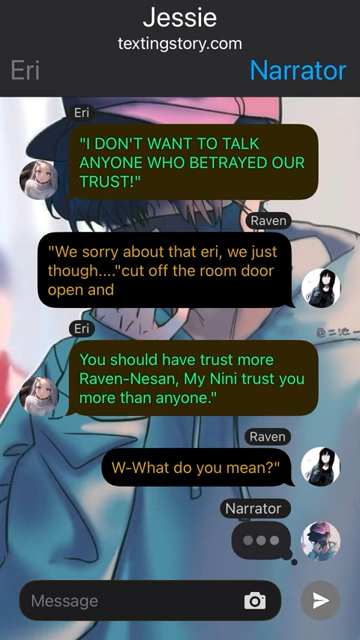 Jessie
textingstory.com
Eri
Narrator
Eri
"I DON'T WANT TO TALK
ANYONE WHO BETRAYED OUR
TRUST!"
Raven
"We sorry about that eri, we just
though...."cut off the room door
open and
Eri
You should have trust more
Raven-Nesan, My Nini trust you
more than anyone."
Raven
W-What do you mean?"
Narrator
Message